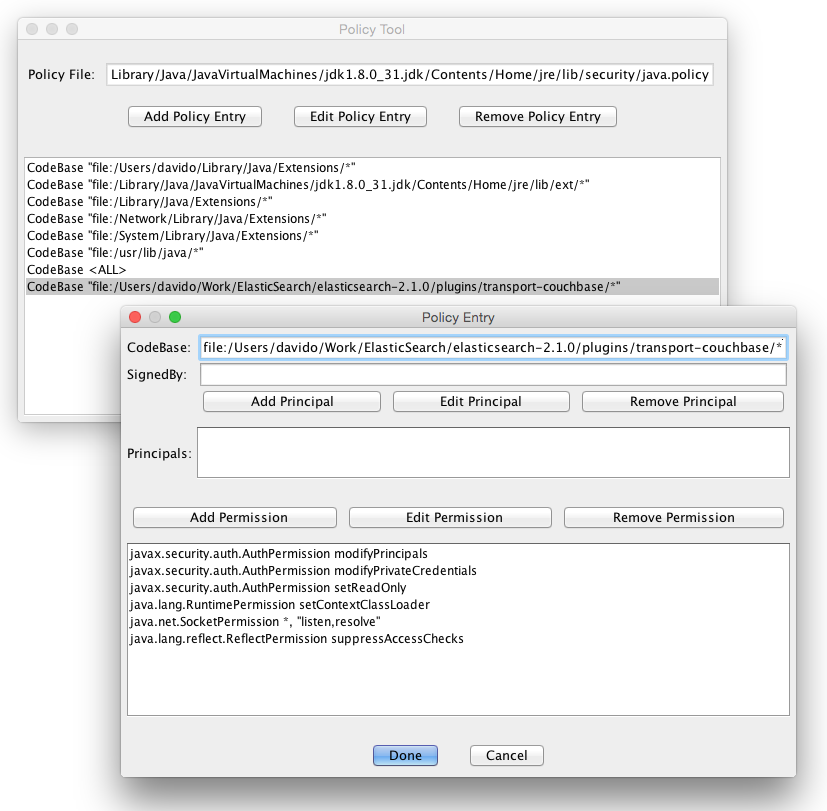 Policy Tool
Policy File: Library/Java/JavaVirtualMachines/jdk1.8.0_31.jdk/Contents/Home/jre/lib/security/java.policy
Add Policy Entry Edit Policy Entry Remove Policy Entry
CodeBase "file:/Users/davido/Library/Java/Extensions/*"
CodeBase "file:/Library/Java/JavaVirtualMachines/jdk1.8.0_31.jdk/Contents/Home/jre/lib/ext/*"
CodeBase "file:/Library/Java/Extensions/*"
CodeBase "file:/Network/Library/Java/Extensions/*"
CodeBase "file:/System/Library/Java/Extensions/*"
CodeBase "file:/usr/lib/java/*"
CodeBase <ALL>
CodeBase "file:/Users/davido/Work/ElasticSearch/elasticsearch-2.1.0/plugins/transport-couchbase/*"
Policy Entry
CodeBase: file:/Users/davido/Work/ElasticSearch/elasticsearch-2.1.0/plugins/transport-couchbase/*
SignedBy:
Add Principal Edit Principal Remove Principal
Principals:
Add Permission Edit Permission Remove Permission
javax.security.auth.AuthPermission modifyPrincipals
javax.security.auth.AuthPermission modifyPrivateCredentials
javax.security.auth.AuthPermission setReadOnly
java.lang.RuntimePermission setContextClassLoader
java.net.SocketPermission *, "listen,resolve"
java.lang.reflect.ReflectPermission suppressAccessChecks
Done Cancel